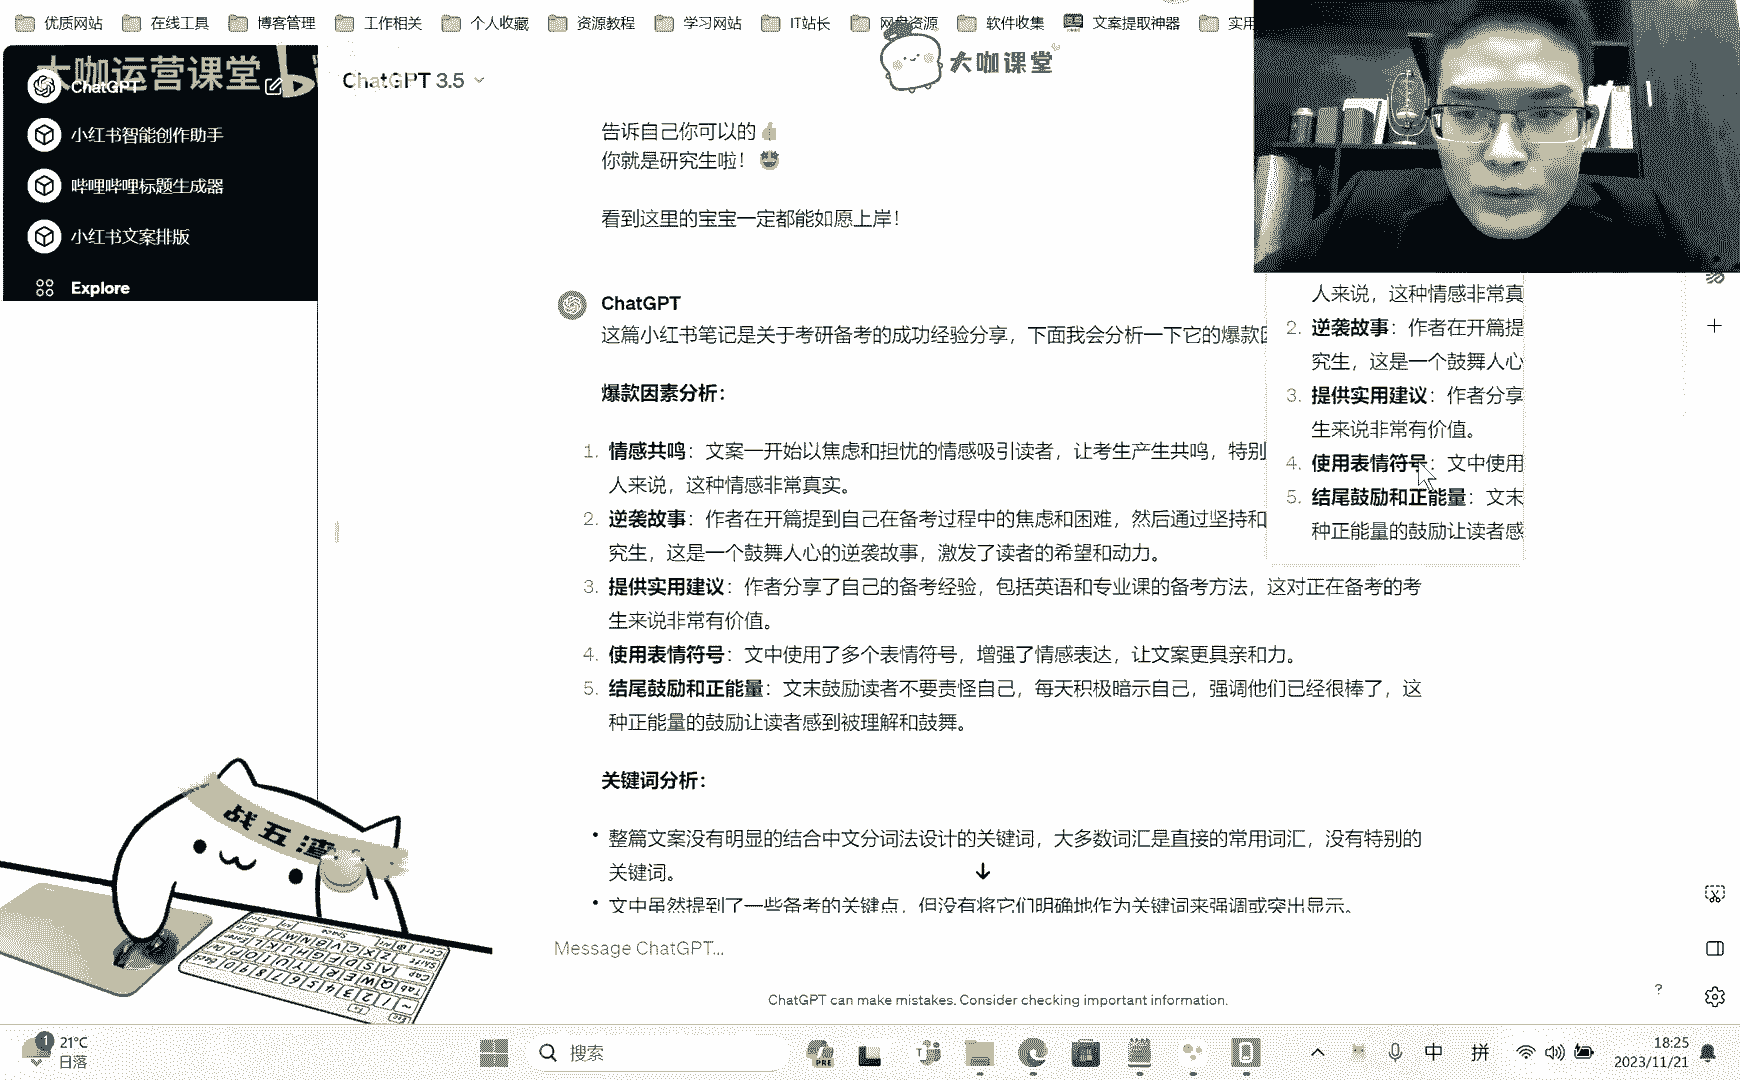 优质网站 在线工具 博客管理 工作相关 个人收藏 资源教程 学习网站 IT站长 网盘资源 软件收集 文案提取神器 实用
大咖运营课堂
ChatGPT
小红书智能创作助手
哔哩哔哩标题生成器
小红书文案排版
Explore
ChatGPT 3.5
大咖课堂
告诉自己你可以的
你就是研究生啦！
看到这里的宝宝一定都能如愿上岸！
ChatGPT
这篇小红书笔记是关于考研备考的成功经验分享，下面我会分析一下它的爆款
爆款因素分析：
1. 情感共鸣：文案一开始以焦虑和担忧的情感吸引读者，让考生产生共鸣，特别
人来说，这种情感非常真实。
2. 逆袭故事：作者在开篇提到自己在备考过程中的焦虑和困难，然后通过坚持和
究生，这是一个鼓舞人心的逆袭故事，激发了读者的希望和动力。
3. 提供实用建议：作者分享了自己的备考经验，包括英语和专业课的备考方法，这对正在备考的考
生来说非常有价值。
4. 使用表情符号：文中使用了多个表情符号，增强了情感表达，让文案更具亲和力。
5. 结尾鼓励和正能量：文末鼓励读者不要责怪自己，每天积极暗示自己，强调他们已经很棒了，这
种正能量的鼓励让读者感到被理解和鼓舞。
关键词分析：
• 整篇文案没有明显的结合中文分词法设计的关键词，大多数词汇是直接的常用词汇，没有特别的
关键词。
• 文中虽然提到了一些备考的关键点，但没有将它们明确地作为关键词来强调或突出显示。
人来说，这种情感非常真
2. 逆袭故事：作者在开篇提
究生，这是一个鼓舞人心
3. 提供实用建议：作者分享
生来说非常有价值。
4. 使用表情符号：文中使用
5. 结尾鼓励和正能量：文末
种正能量的鼓励让读者感
战五渣
Message ChatGPT...
ChatGPT can make mistakes. Consider checking important information.
?
1
21°C
日落
搜索
PRE
中
拼
18:25
2023/11/21